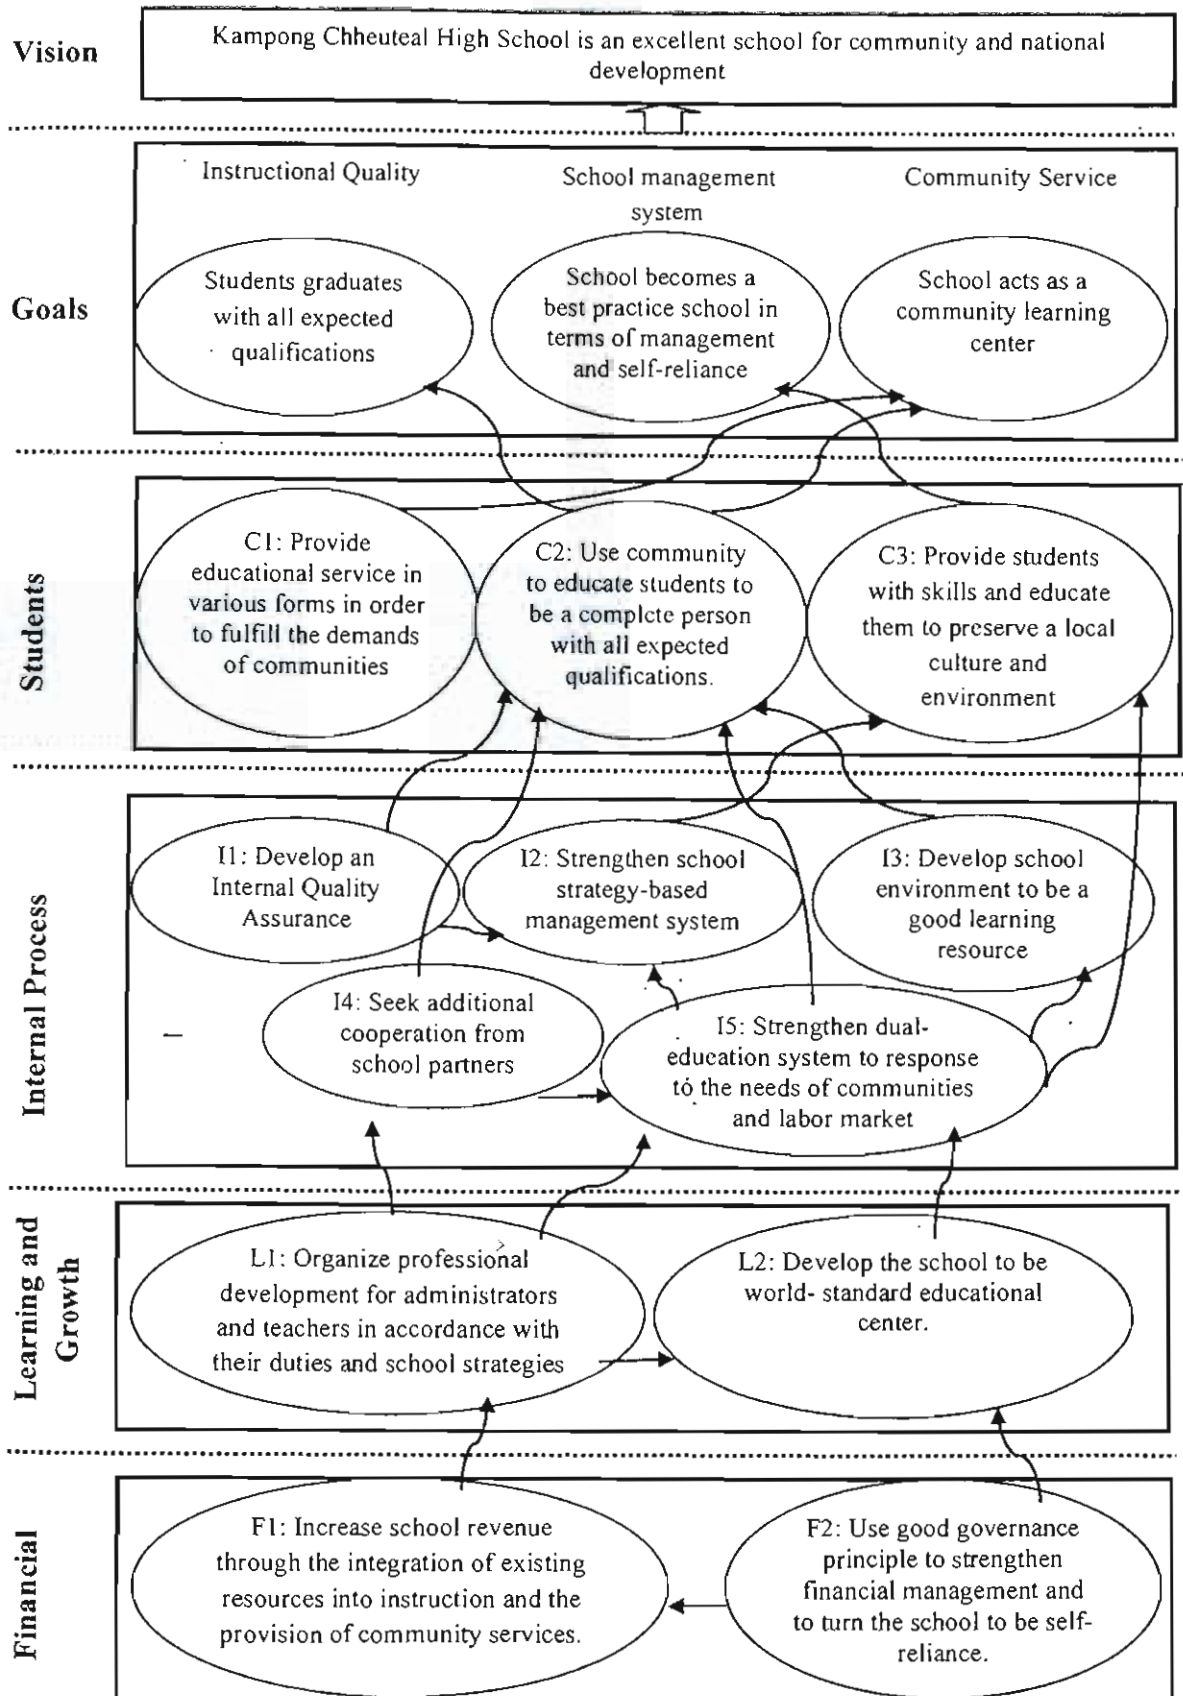 Vision
Kampong Chheuteal High School is an excellent school for community and national
development
Goals
Instructional Quality
School management
system
Community Service
Students graduates
with all expected
qualifications
School becomes a
best practice school in
terms of management
and self-reliance
School acts as a
community learning
center
Students
C1: Provide
educational service in
various forms in order
to fulfill the demands
of communities
C2: Use community
to educate students to
be a complete person
with all expected
qualifications.
C3: Provide students
with skills and educate
them to preserve a local
culture and
environment
Internal Process
I1: Develop an
Internal Quality
Assurance
I2: Strengthen school
strategy-based
management system
I3: Develop school
environment to be a
good learning
resource
I4: Seek additional
cooperation from
school partners
I5: Strengthen dual-
education system to response
to the needs of communities
and labor market
Learning and
Growth
L1: Organize professional
development for administrators
and teachers in accordance with
their duties and school strategies
L2: Develop the school to be
world- standard educational
center.
Financial
F1: Increase school revenue
through the integration of existing
resources into instruction and the
provision of community services.
F2: Use good governance
principle to strengthen
financial management and
to turn the school to be self-
reliance.